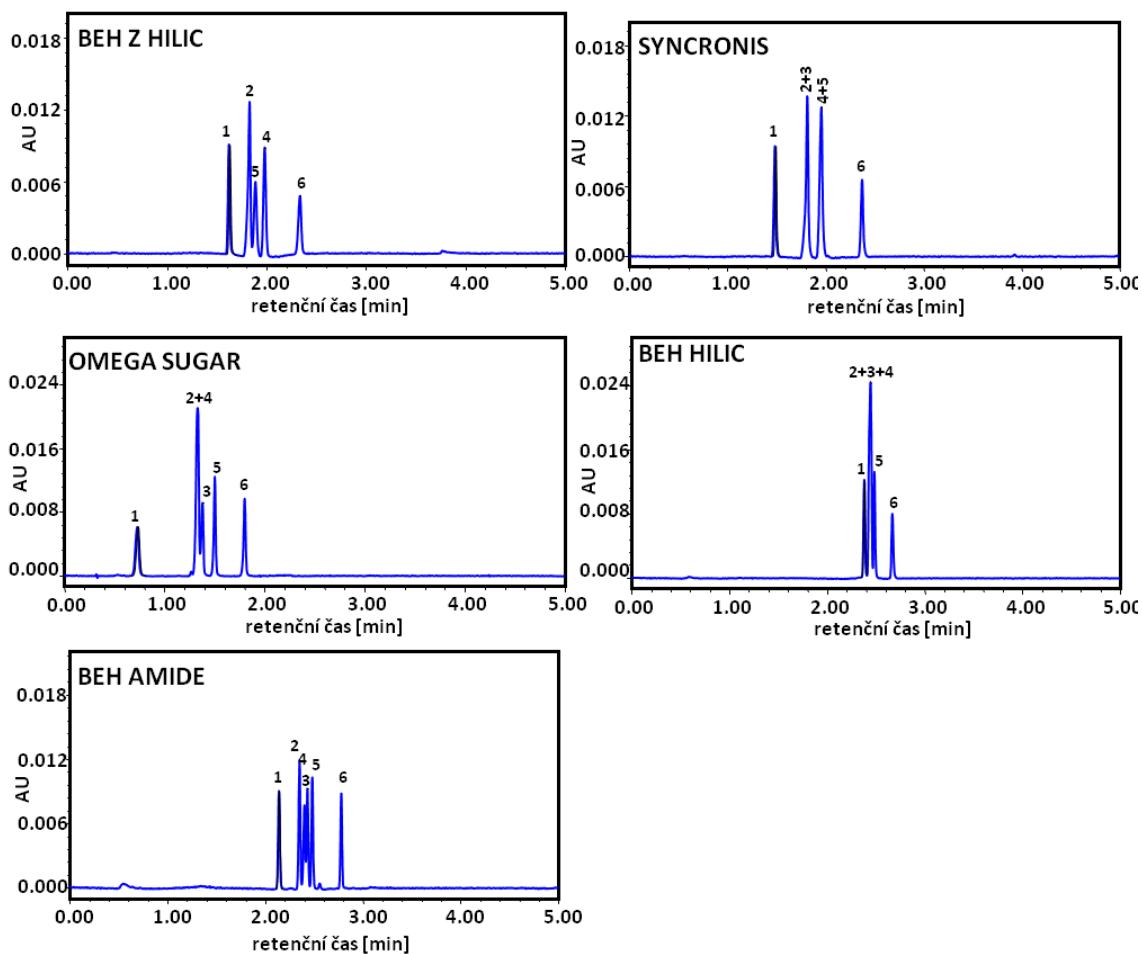 BEH Z HILIC
0.018
0.012
0.006
0.000
AU
1
2
5
4
6
0.00 1.00 2.00 3.00 4.00 5.00
retenční čas [min]
SYNCRONIS
0.018
0.012
0.006
0.000
AU
1
2+3
4+5
6
0.00 1.00 2.00 3.00 4.00 5.00
retenční čas [min]
OMEGA SUGAR
0.024
0.016
0.008
0.000
AU
1
2+4
3
5
6
0.00 1.00 2.00 3.00 4.00 5.00
retenční čas [min]
BEH HILIC
0.024
0.016
0.008
0.000
AU
2+3+4
1
5
6
0.00 1.00 2.00 3.00 4.00 5.00
retenční čas [min]
BEH AMIDE
0.018
0.012
0.006
0.000
AU
1
2
4
3
5
6
0.00 1.00 2.00 3.00 4.00 5.00
retenční čas [min]